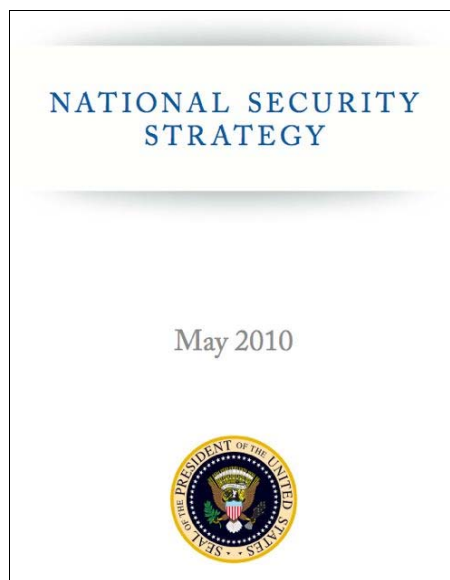 NATIONAL SECURITY
STRATEGY
May 2010
SEAL OF THE PRESIDENT OF THE UNITED STATES